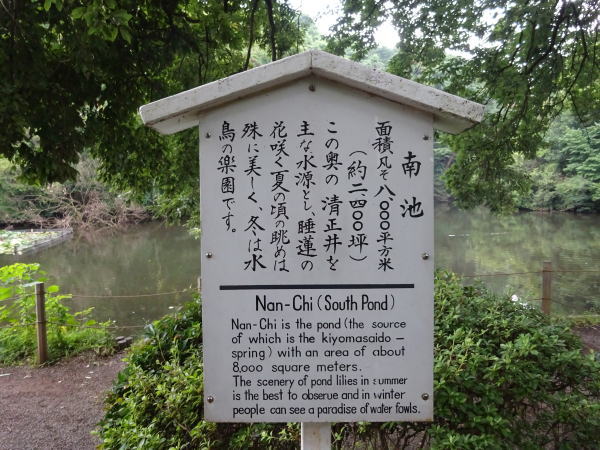 南池
面積凡そ八,〇〇〇平方米
(約二四〇〇坪)
この奥の清正井を
主な水源とし、睡蓮の
花咲く夏の頃の眺めは
殊に美しく、冬は水
鳥の楽園です。
Nan-Chi (South Pond)
Nan-Chi is the pond (the source
of which is the kiyomasaido –
spring) with an area of about
8,000 square meters.
The scenery of pond lilies in summer
is the best to observe and in winter
people can see a paradise of water fowls.